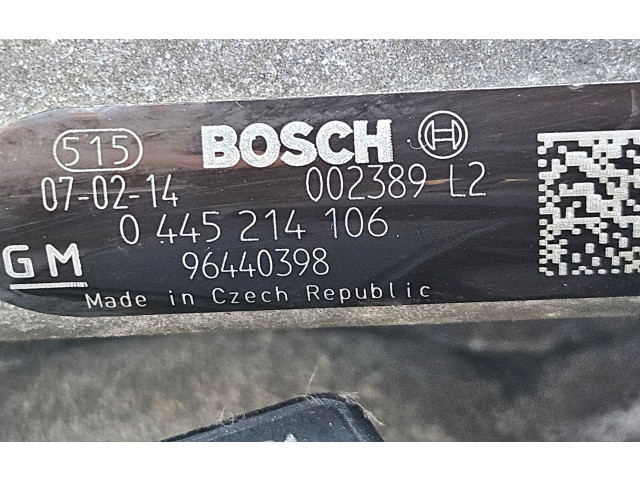 515 BOSCH
07-02-14 002389 L2
0 445 214 106
GM 96440398
Made in Czech Republic